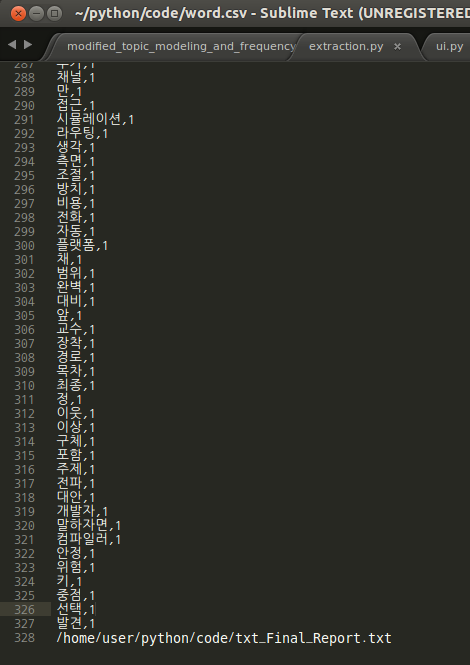 ~/python/code/word.csv - Sublime Text (UNREGISTERED
modified_topic_modeling_and_frequency extraction.py × ui.py
287
288 채널,1
289 만,1
290 접근,1
291 시뮬레이션,1
292 라우팅,1
293 생각,1
294 측면,1
295 조절,1
296 방치,1
297 비용,1
298 전화,1
299 자동,1
300 플랫폼,1
301 채,1
302 범위,1
303 완벽,1
304 대비,1
305 앞,1
306 교수,1
307 장착,1
308 경로,1
309 목차,1
310 최종,1
311 정,1
312 이웃,1
313 이상,1
314 구체,1
315 포함,1
316 주제,1
317 전파,1
318 대안,1
319 개발자,1
320 말하자면,1
321 컴파일러,1
322 안정,1
323 위험,1
324 키,1
325 중점,1
326 선택,1
327 발견,1
328 /home/user/python/code/txt_Final_Report.txt